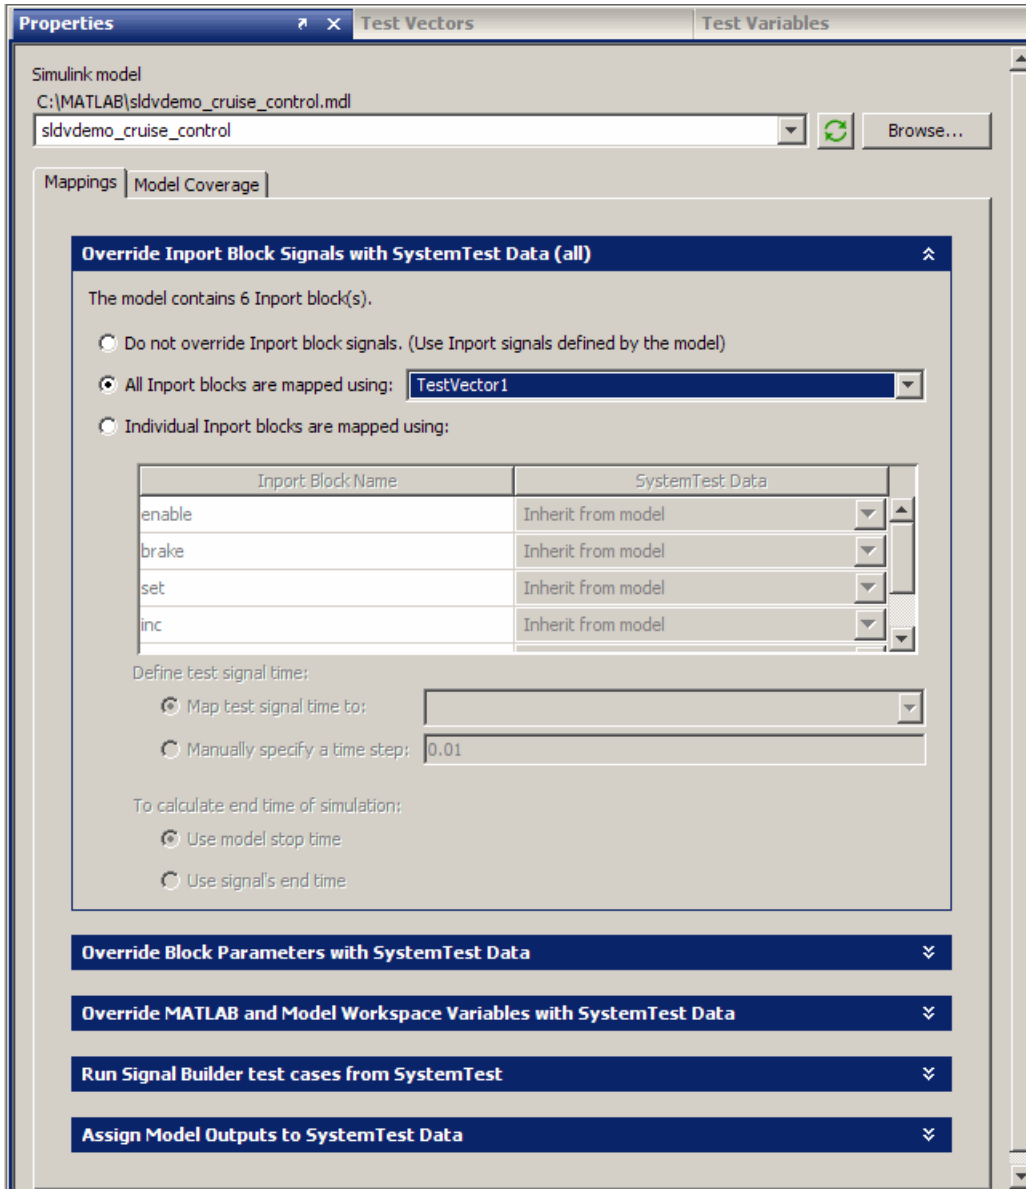 Properties Test Vectors Test Variables
Simulink model
C:\MATLAB\sldvdemo_cruise_control.mdl
sldvdemo_cruise_control Browse...
Mappings Model Coverage
Override Inport Block Signals with SystemTest Data (all)
The model contains 6 Inport block(s).
Do not override Inport block signals. (Use Inport signals defined by the model)
All Inport blocks are mapped using: TestVector1
Individual Inport blocks are mapped using:
Inport Block Name SystemTest Data
enable Inherit from model
brake Inherit from model
set Inherit from model
inc Inherit from model
Define test signal time:
Map test signal time to:
Manually specify a time step: 0.01
To calculate end time of simulation:
Use model stop time
Use signal's end time
Override Block Parameters with SystemTest Data
Override MATLAB and Model Workspace Variables with SystemTest Data
Run Signal Builder test cases from SystemTest
Assign Model Outputs to SystemTest Data